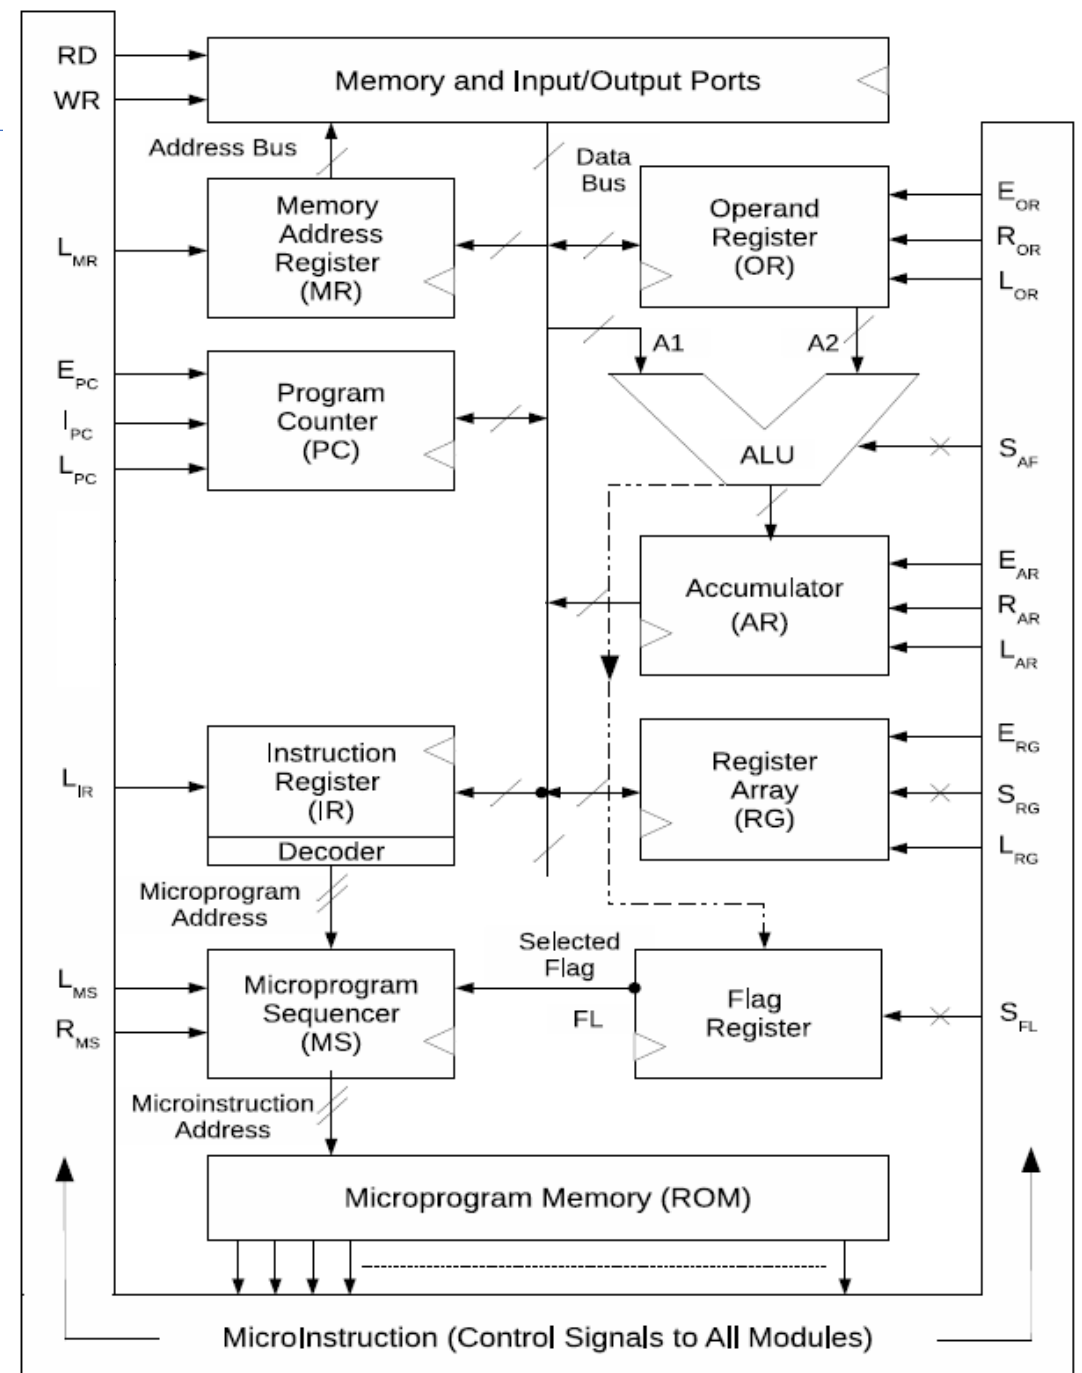 RD
WR
Memory and Input/Output Ports
Address Bus
Data
Bus
L_MR
Memory
Address
Register
(MR)
Operand
Register
(OR)
E_OR
R_OR
L_OR
A1
A2
E_PC
I_PC
L_PC
Program
Counter
(PC)
ALU
S_AF
Accumulator
(AR)
E_AR
R_AR
L_AR
L_IR
Instruction
Register
(IR)
Decoder
Register
Array
(RG)
E_RG
S_RG
L_RG
Microprogram
Address
L_MS
R_MS
Microprogram
Sequencer
(MS)
Selected
Flag
FL
Flag
Register
S_FL
Microinstruction
Address
Microprogram Memory (ROM)
MicroInstruction (Control Signals to All Modules)